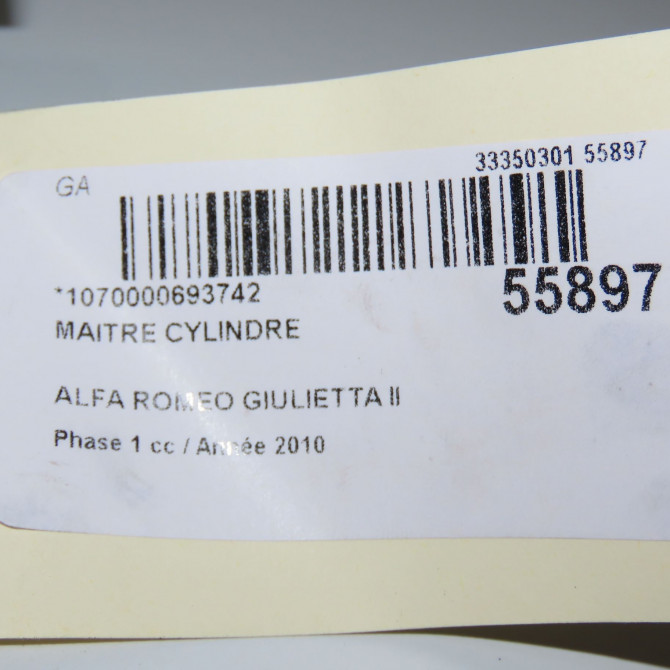 33350301 55897
GA
*1070000693742
55897
MAITRE CYLINDRE
ALFA ROMEO GIULIETTA II
Phase 1 cc / Année 2010